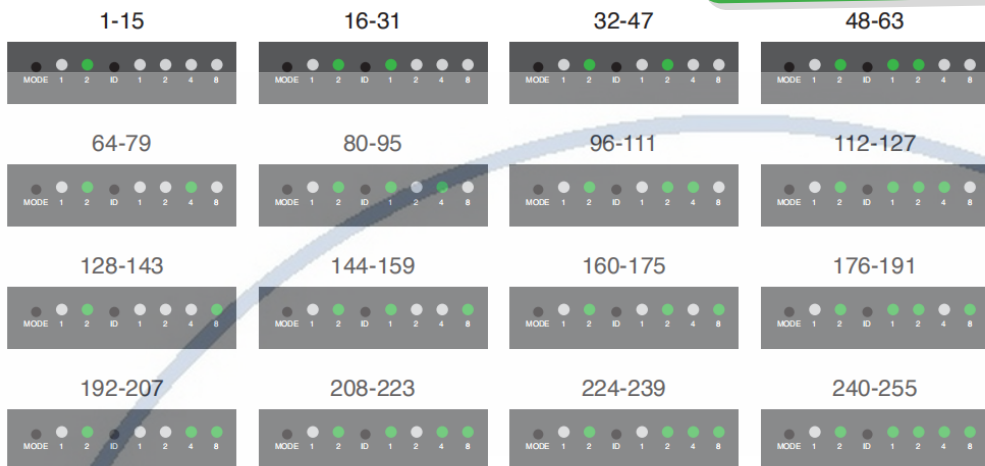 1-15 16-31 32-47 48-63
MODE 1 2 ID 1 2 4 8 MODE 1 2 ID 1 2 4 8 MODE 1 2 ID 1 2 4 8 MODE 1 2 ID 1 2 4 8
64-79 80-95 96-111 112-127
MODE 1 2 ID 1 2 4 8 MODE 1 2 ID 1 2 4 8 MODE 1 2 ID 1 2 4 8 MODE 1 2 ID 1 2 4 8
128-143 144-159 160-175 176-191
MODE 1 2 ID 1 2 4 8 MODE 1 2 ID 1 2 4 8 MODE 1 2 ID 1 2 4 8 MODE 1 2 ID 1 2 4 8
192-207 208-223 224-239 240-255
MODE 1 2 ID 1 2 4 8 MODE 1 2 ID 1 2 4 8 MODE 1 2 ID 1 2 4 8 MODE 1 2 ID 1 2 4 8